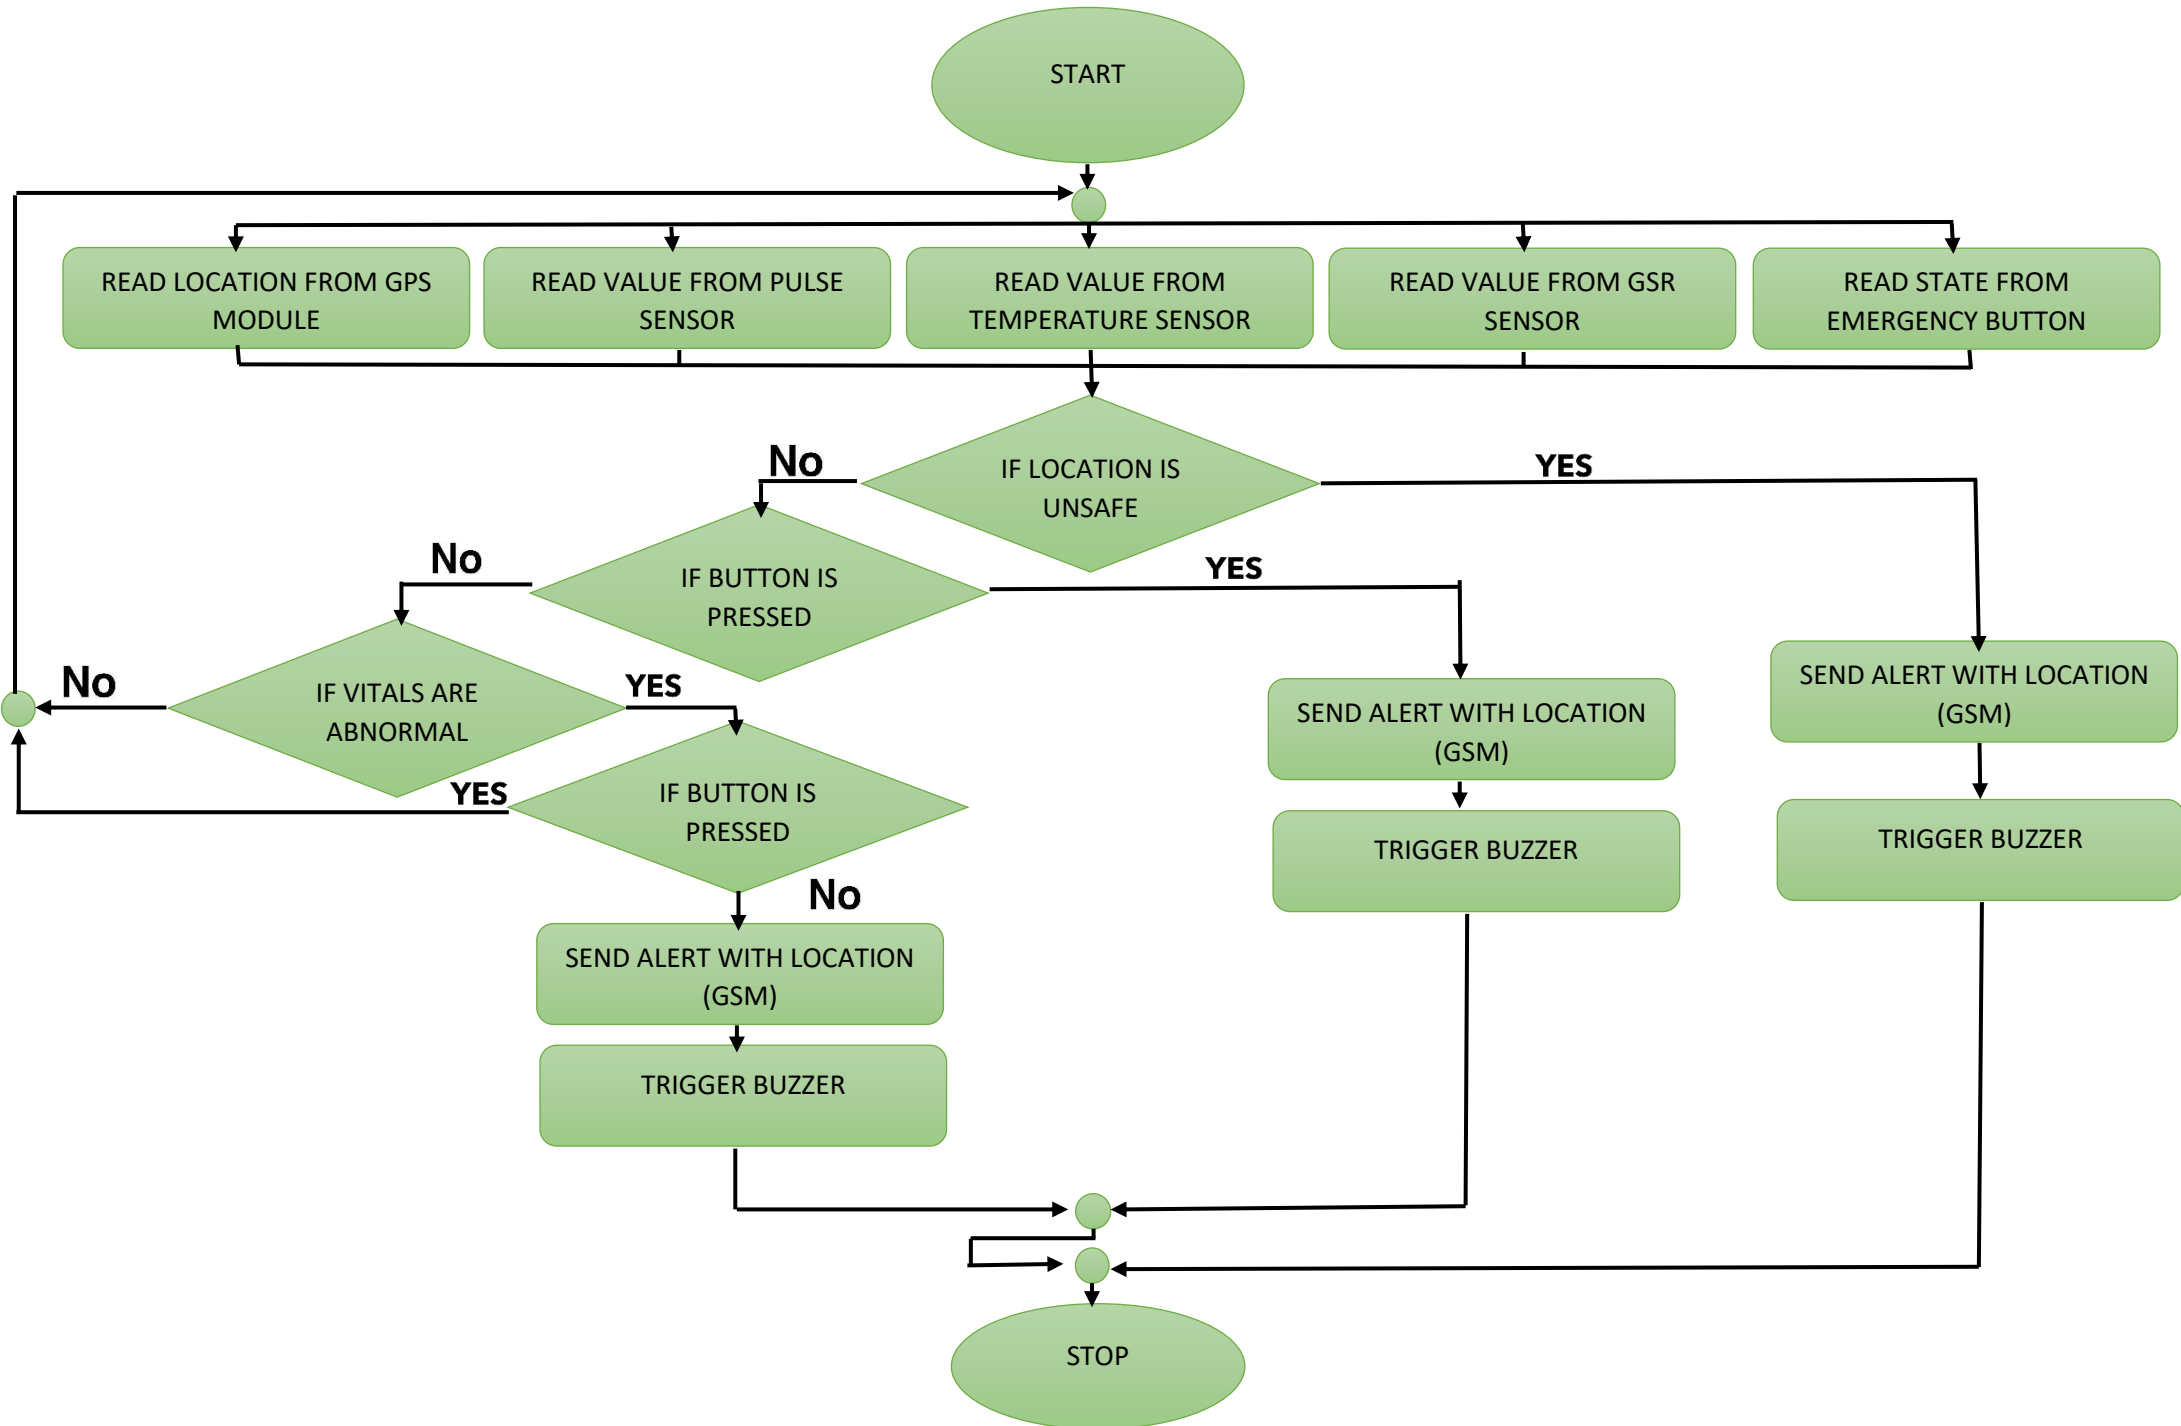 START
READ LOCATION FROM GPS
MODULE
READ VALUE FROM PULSE
SENSOR
READ VALUE FROM
TEMPERATURE SENSOR
READ VALUE FROM GSR
SENSOR
READ STATE FROM
EMERGENCY BUTTON
No
IF LOCATION IS
UNSAFE
YES
No
IF BUTTON IS
PRESSED
YES
No
IF VITALS ARE
ABNORMAL
YES
SEND ALERT WITH LOCATION
(GSM)
SEND ALERT WITH LOCATION
(GSM)
YES
IF BUTTON IS
PRESSED
TRIGGER BUZZER
TRIGGER BUZZER
No
SEND ALERT WITH LOCATION
(GSM)
TRIGGER BUZZER
STOP